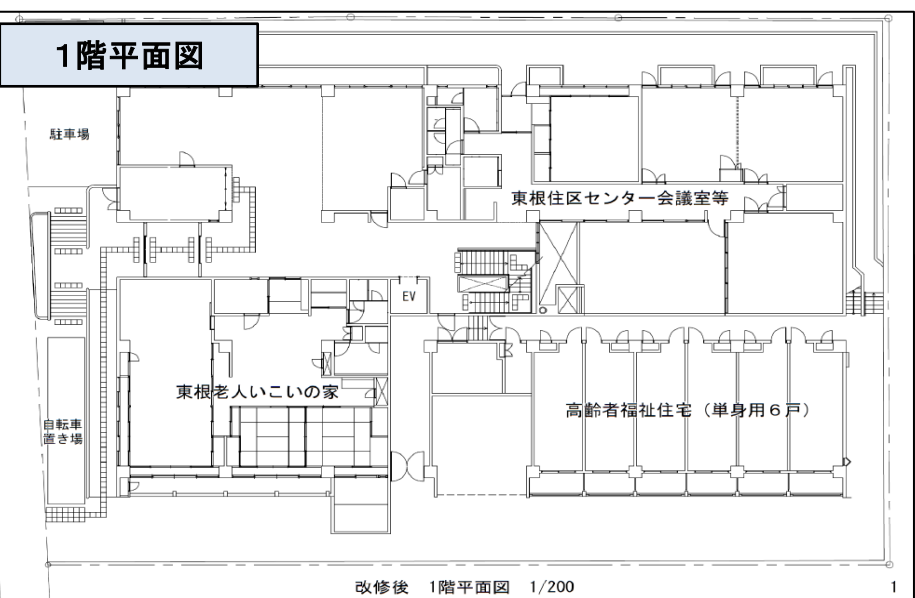 1階平面図
駐車場
東根住区センター会議室等
EV
東根老人いこいの家
高齢者福祉住宅（単身用６戸）
自転車
置き場
改修後 1階平面図 1/200
1